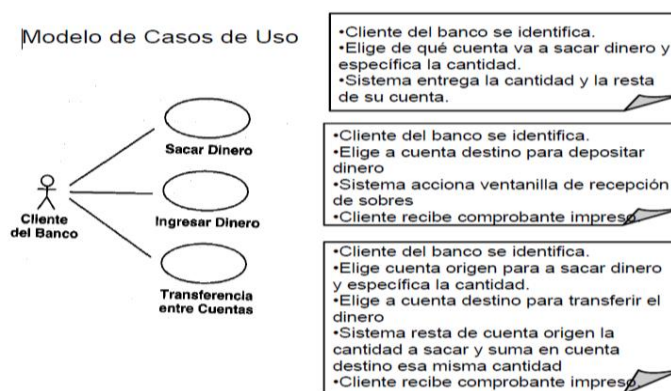 Modelo de Casos de Uso
Sacar Dinero
Cliente
del Banco
Ingresar Dinero
Transferencia
entre Cuentas
•Cliente del banco se identifica.
•Elige de qué cuenta va a sacar dinero y
específica la cantidad.
•Sistema entrega la cantidad y la resta
de su cuenta.
•Cliente del banco se identifica.
•Elige a cuenta destino para depositar
dinero
•Sistema acciona ventanilla de recepción
de sobres
•Cliente recibe comprobante impreso
•Cliente del banco se identifica.
•Elige cuenta origen para a sacar dinero
y específica la cantidad.
•Elige a cuenta destino para transferir el
dinero
•Sistema resta de cuenta origen la
cantidad a sacar y suma en cuenta
destino esa misma cantidad
•Cliente recibe comprobante impreso